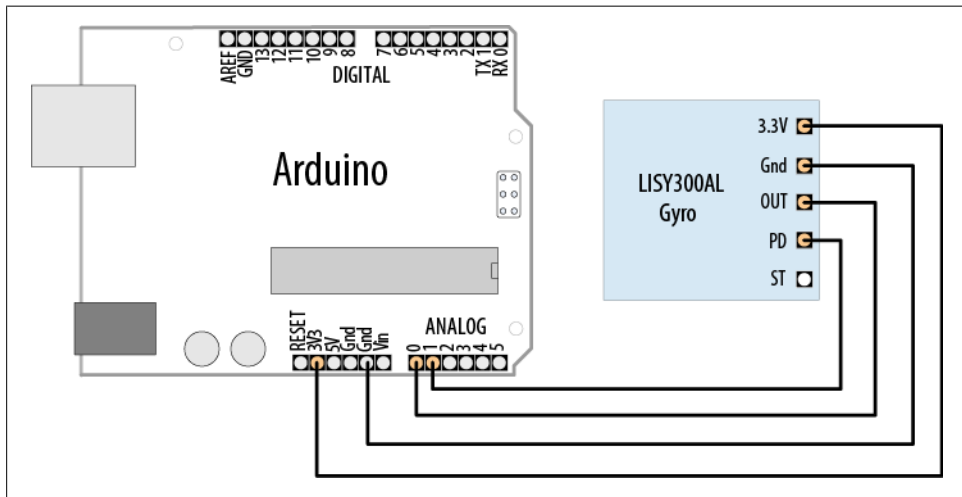 AREF
GND
13
12
11
10
9
8
7
6
5
4
3
2
TX 1
RX 0
DIGITAL
Arduino
3.3V
Gnd
LISY300AL
Gyro
OUT
PD
ST
RESET
3V3
5V
Gnd
Gnd
Vin
ANALOG
0
1
2
3
4
5